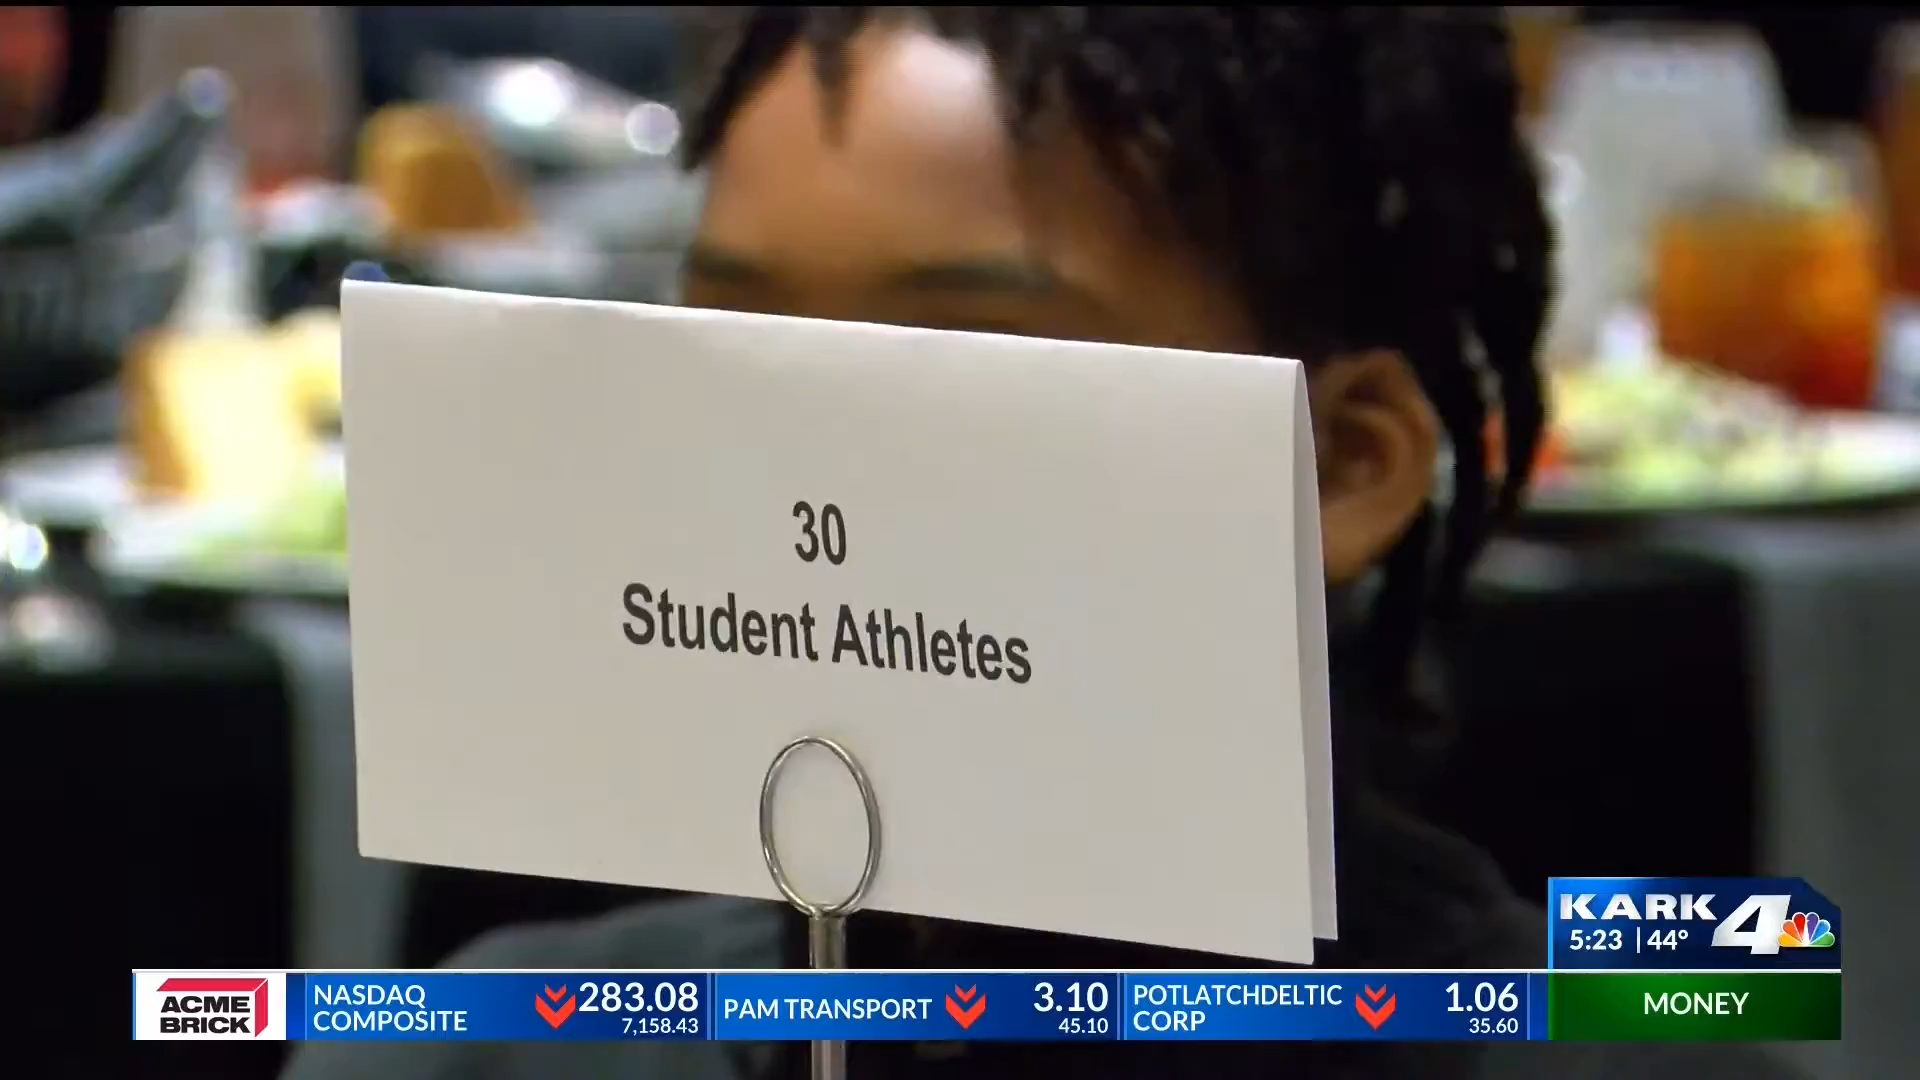 30
Student Athletes
KARK 4
5:23 | 44°
ACME
BRICK
NASDAQ
COMPOSITE
283.08
7,158.43
PAM TRANSPORT
3.10
45.10
POTLATCHDELTIC
CORP
1.06
35.60
MONEY